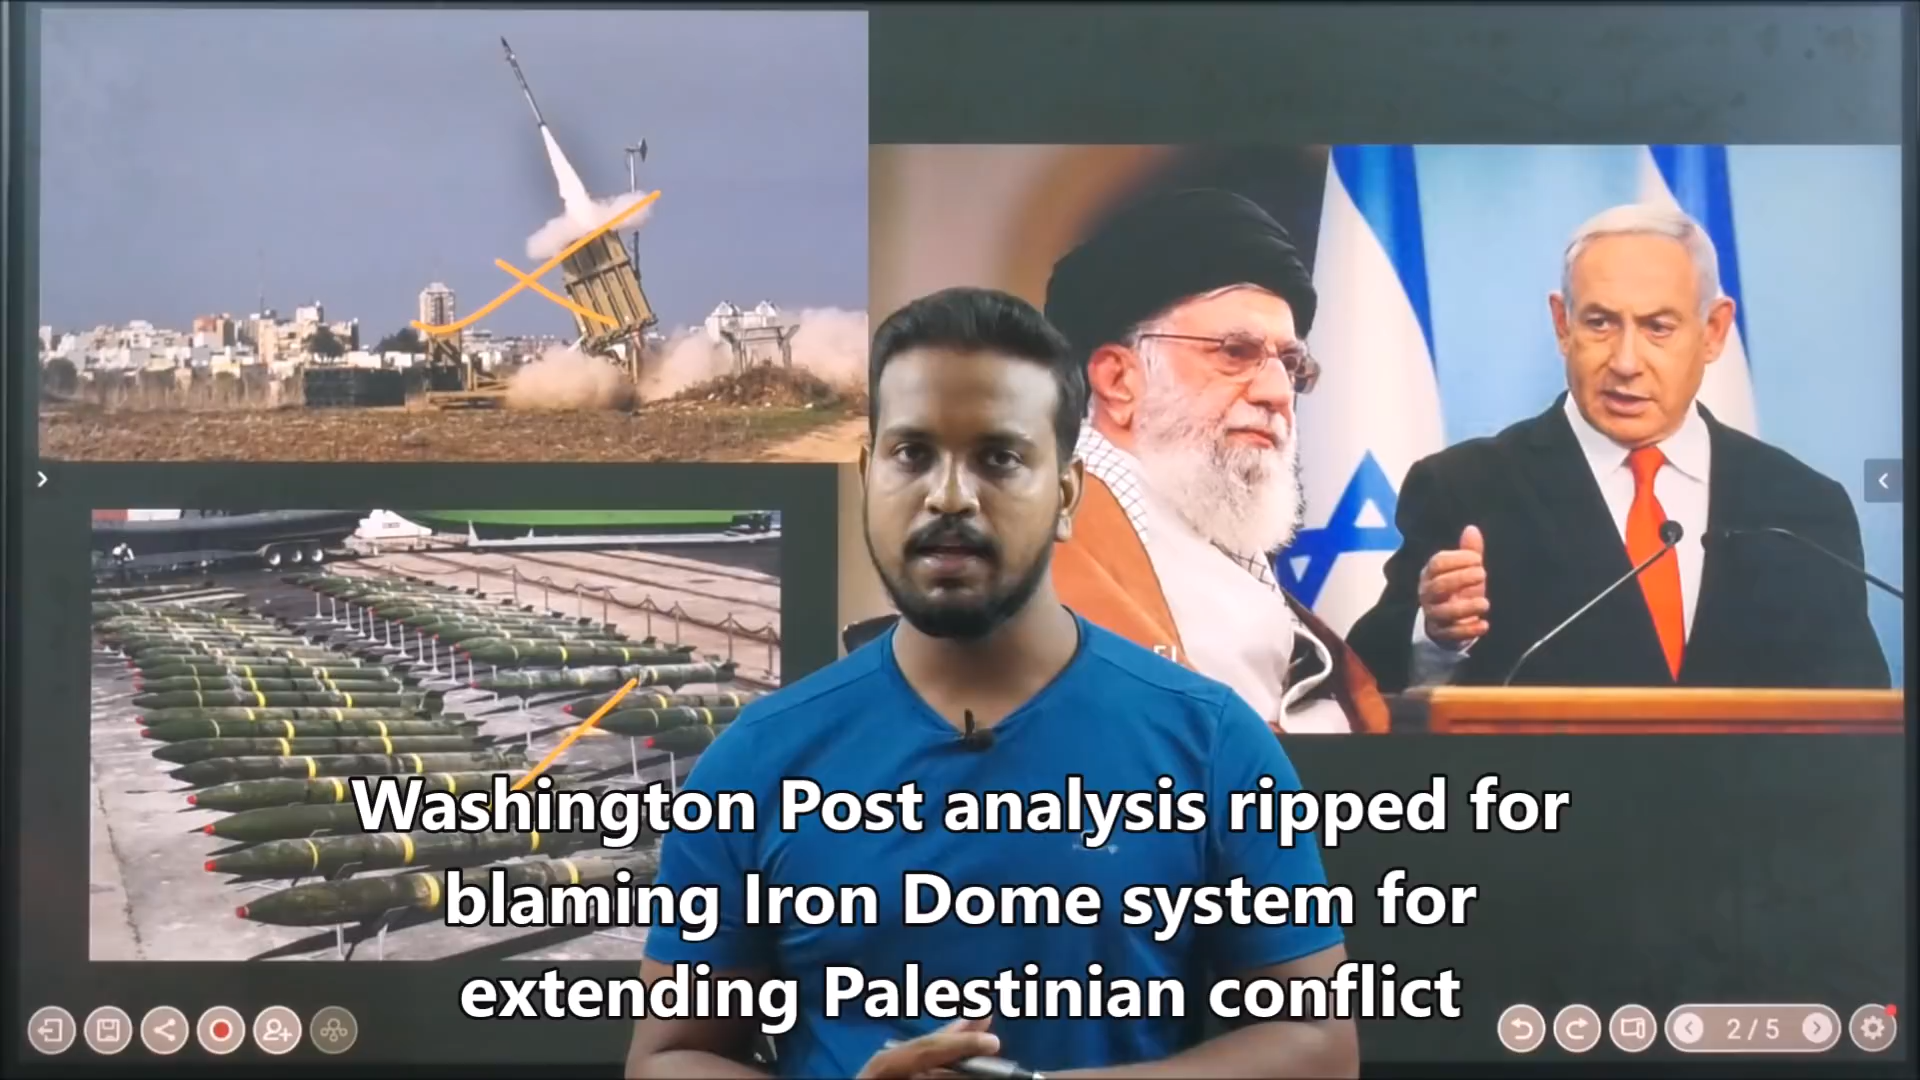 Washington Post analysis ripped for
blaming Iron Dome system for
extending Palestinian conflict
2/5